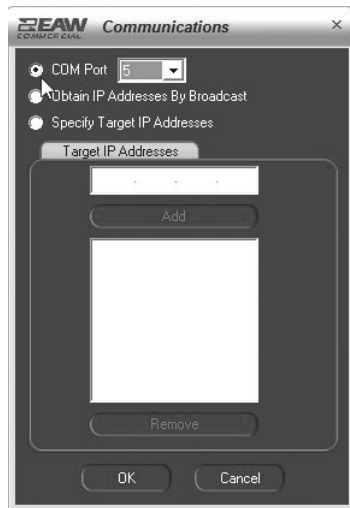 EAW Communications ×
COMMERCIAL
COM Port 5
Obtain IP Addresses By Broadcast
Specify Target IP Addresses
Target IP Addresses
. . .
Add
Remove
OK Cancel